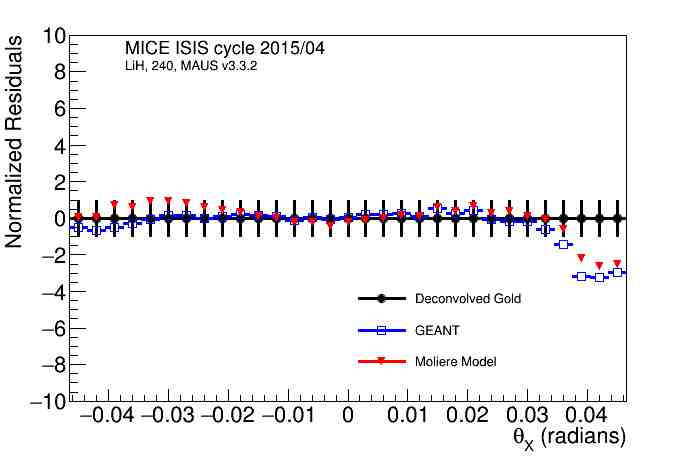 MICE ISIS cycle 2015/04
LiH, 240, MAUS v3.3.2
Normalized Residuals
10
8
6
4
2
0
−2
−4
−6
−8
−10
Deconvolved Gold
GEANT
Moliere Model
−0.04 −0.03 −0.02 −0.01 0 0.01 0.02 0.03 0.04
θX (radians)